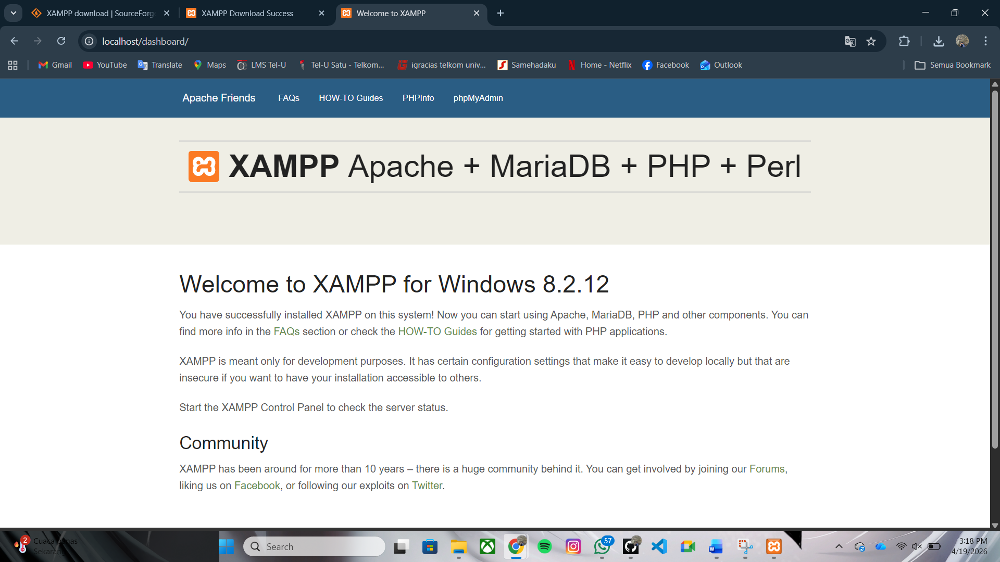 XAMPP download | SourceForg
XAMPP Download Success
Welcome to XAMPP
localhost/dashboard/
Gmail
YouTube
Translate
Maps
LMS Tel-U
Tel-U Satu - Telkom...
igracias telkom univ...
Samehadaku
Home - Netflix
Facebook
Outlook
Semua Bookmark
Apache Friends
FAQs
HOW-TO Guides
PHPInfo
phpMyAdmin
XAMPP Apache + MariaDB + PHP + Perl
Welcome to XAMPP for Windows 8.2.12
You have successfully installed XAMPP on this system! Now you can start using Apache, MariaDB, PHP and other components. You can
find more info in the FAQs section or check the HOW-TO Guides for getting started with PHP applications.
XAMPP is meant only for development purposes. It has certain configuration settings that make it easy to develop locally but that are
insecure if you want to have your installation accessible to others.
Start the XAMPP Control Panel to check the server status.
Community
XAMPP has been around for more than 10 years – there is a huge community behind it. You can get involved by joining our Forums,
liking us on Facebook, or following our exploits on Twitter.
2
Cuaca panas
Sekarang
Search
57
3:18 PM
4/19/2026